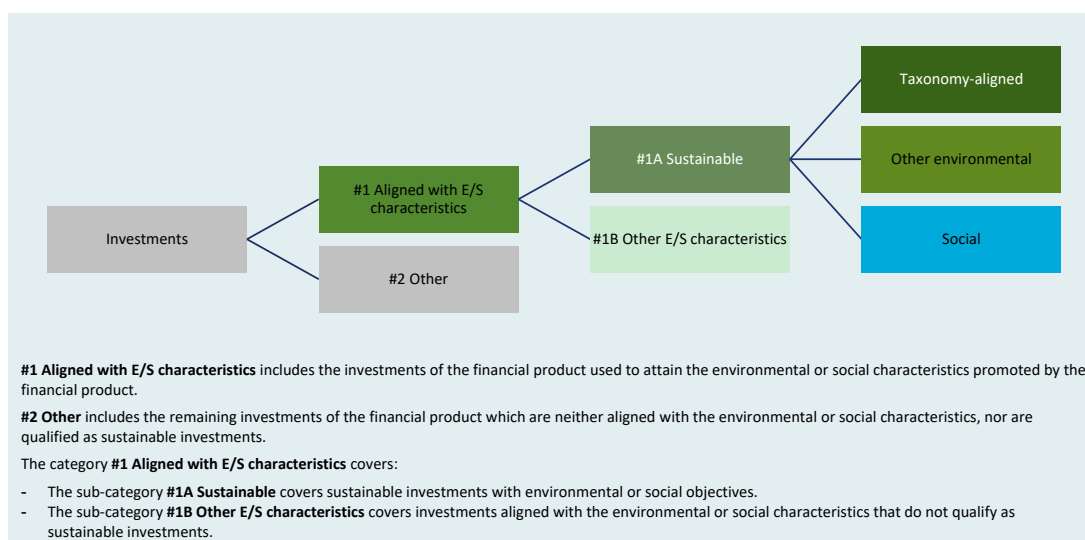 Taxonomy-aligned
#1A Sustainable
Other environmental
#1 Aligned with E/S
characteristics
Investments
#1B Other E/S characteristics
Social
#2 Other
#1 Aligned with E/S characteristics includes the investments of the financial product used to attain the environmental or social characteristics promoted by the
financial product.
#2 Other includes the remaining investments of the financial product which are neither aligned with the environmental or social characteristics, nor are
qualified as sustainable investments.
The category #1 Aligned with E/S characteristics covers:
- The sub-category #1A Sustainable covers sustainable investments with environmental or social objectives.
- The sub-category #1B Other E/S characteristics covers investments aligned with the environmental or social characteristics that do not qualify as
sustainable investments.